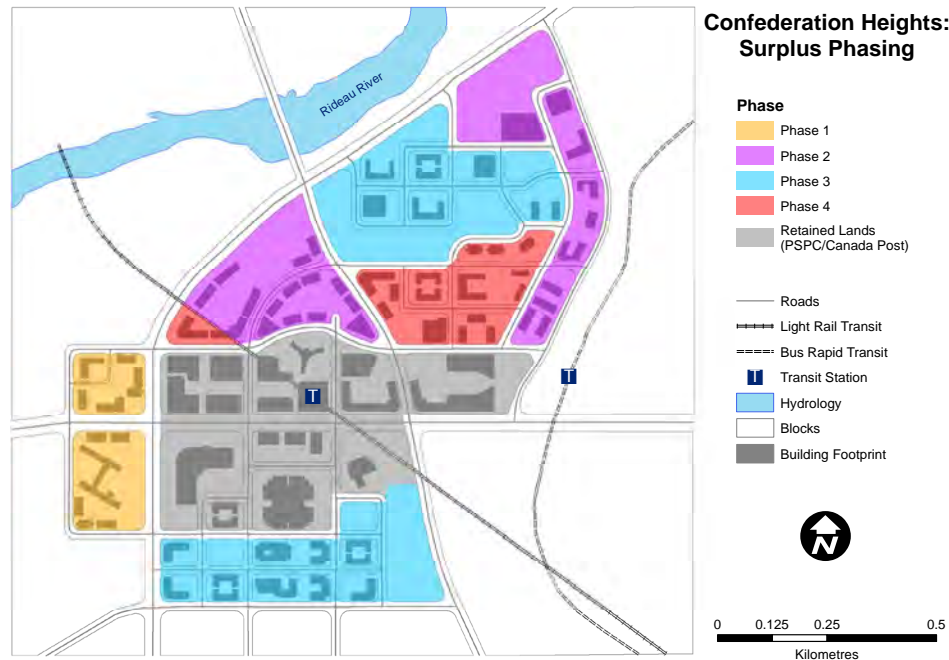 Confederation Heights:
Surplus Phasing
Rideau River
Phase
Phase 1
Phase 2
Phase 3
Phase 4
Retained Lands
(PSPC/Canada Post)
Roads
Light Rail Transit
Bus Rapid Transit
T Transit Station
Hydrology
Blocks
Building Footprint
T
T
N
0 0.125 0.25 0.5
Kilometres